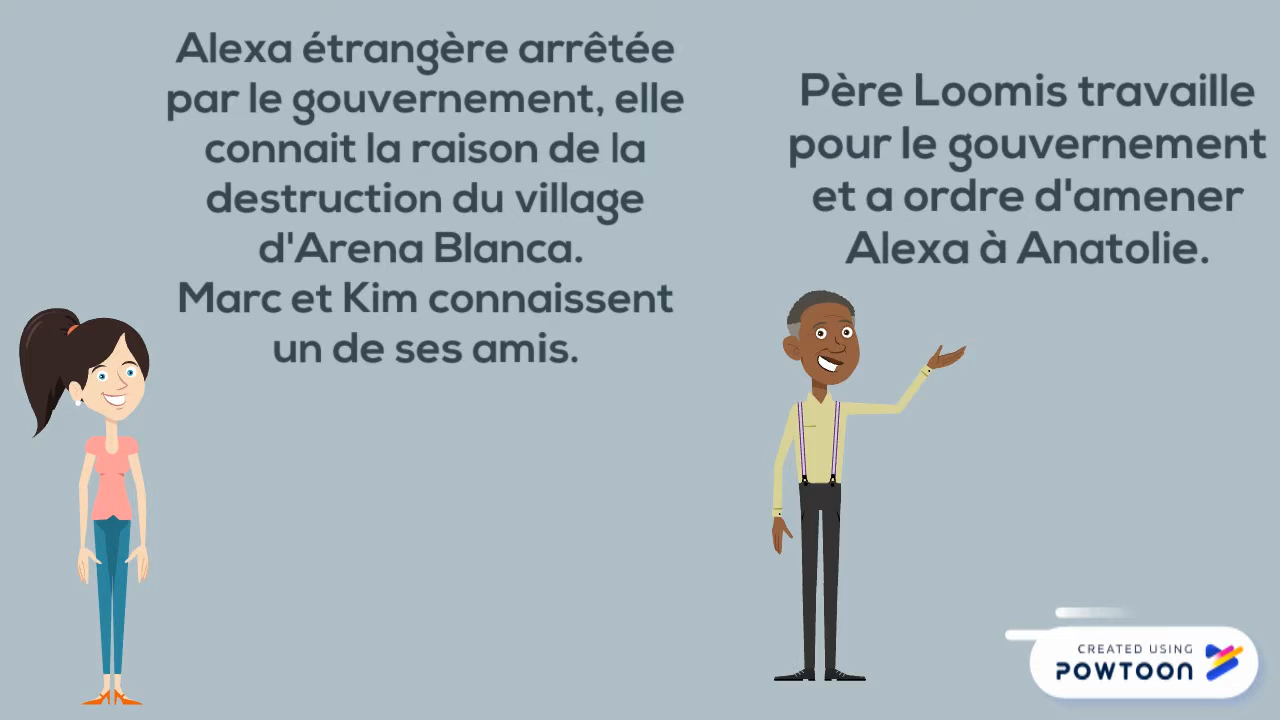 Alexa étrangère arrêtée
par le gouvernement, elle
connait la raison de la
destruction du village
d'Arena Blanca.
Marc et Kim connaissent
un de ses amis.
Père Loomis travaille
pour le gouvernement
et a ordre d'amener
Alexa à Anatolie.
CREATED USING
POWTOON